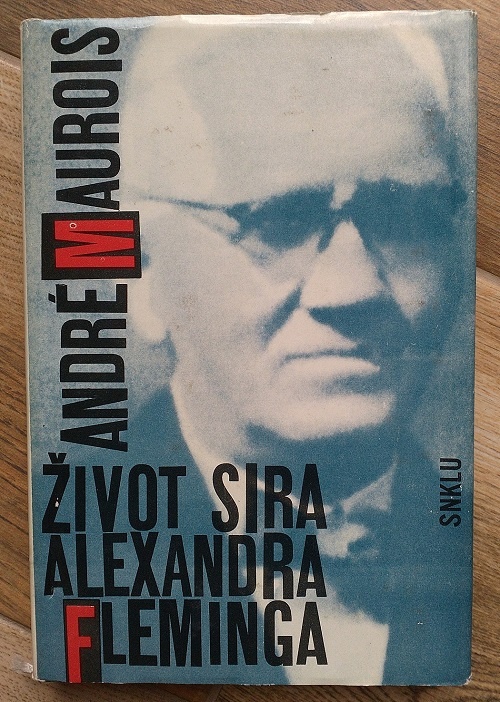 ANDRÉ MAUROIS
ŽIVOT SIRA
ALEXANDRA
FLEMINGA
SNKLU